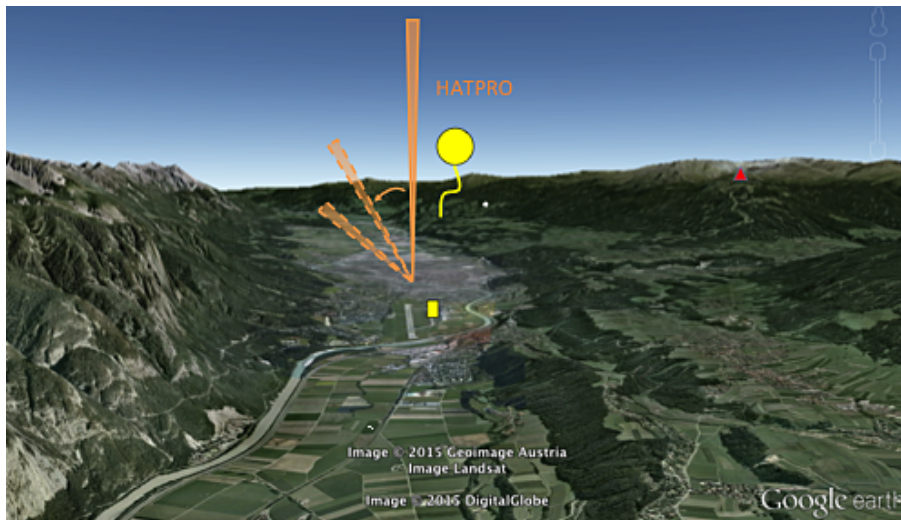 HATPRO
Image © 2015 Geoimage Austria
Image Landsat
Image © 2015 DigitalGlobe
Google earth